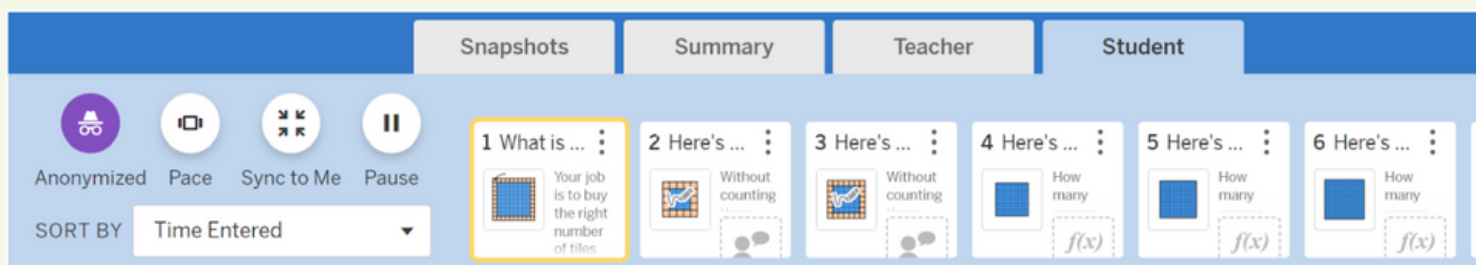 Snapshots
Summary
Teacher
Student
Anonymized
Pace
Sync to Me
Pause
SORT BY
Time Entered
1 What is ...
Your job
is to buy
the right
number
of tiles
2 Here's ...
Without
counting
3 Here's ...
Without
counting
4 Here's ...
How
many
f(x)
5 Here's ...
How
many
f(x)
6 Here's ...
How
many
f(x)